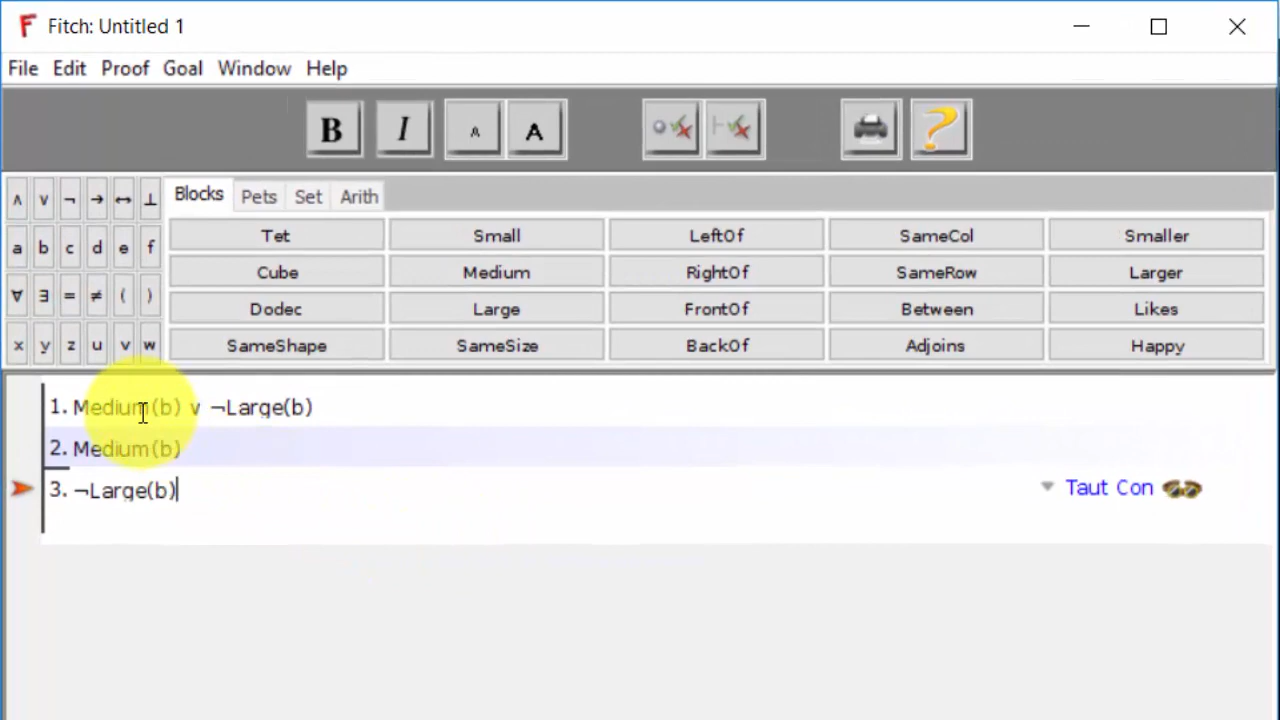 Fitch: Untitled 1
File Edit Proof Goal Window Help
B I A A
∧ ∨ ¬ → ↔ ⊥ Blocks Pets Set Arith
Tet Small LeftOf SameCol Smaller
a b c d e f
Cube Medium RightOf SameRow Larger
∀ ∃ = ≠ ( )
Dodec Large FrontOf Between Likes
x y z u v w SameShape SameSize BackOf Adjoins Happy
1. Medium(b) ∨ ¬Large(b)
2. Medium(b)
3. ¬Large(b) Taut Con